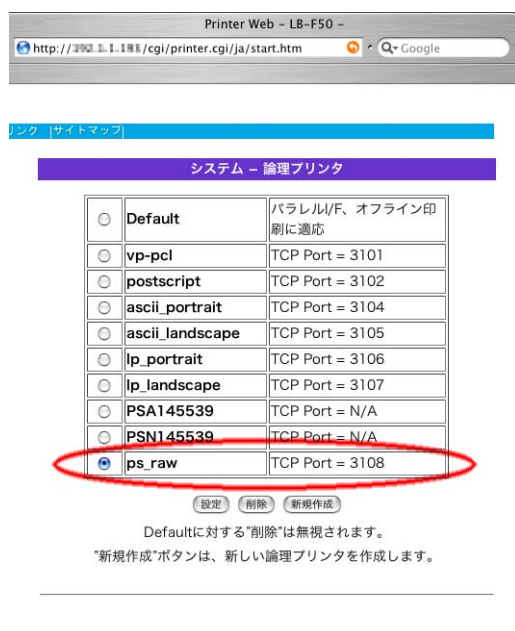 Printer Web – LB-F50 –
/cgi/printer.cgi/ja/start.htm
Google
リンク |サイトマップ|
システム – 論理プリンタ
Default パラレルI/F、オフライン印刷に適応
vp-pcl TCP Port = 3101
postscript TCP Port = 3102
ascii_portrait TCP Port = 3104
ascii_landscape TCP Port = 3105
lp_portrait TCP Port = 3106
lp_landscape TCP Port = 3107
PSA145539 TCP Port = N/A
PSN145539 TCP Port = N/A
ps_raw TCP Port = 3108
設定 削除 新規作成
Defaultに対する"削除"は無視されます。
"新規作成"ボタンは、新しい論理プリンタを作成します。